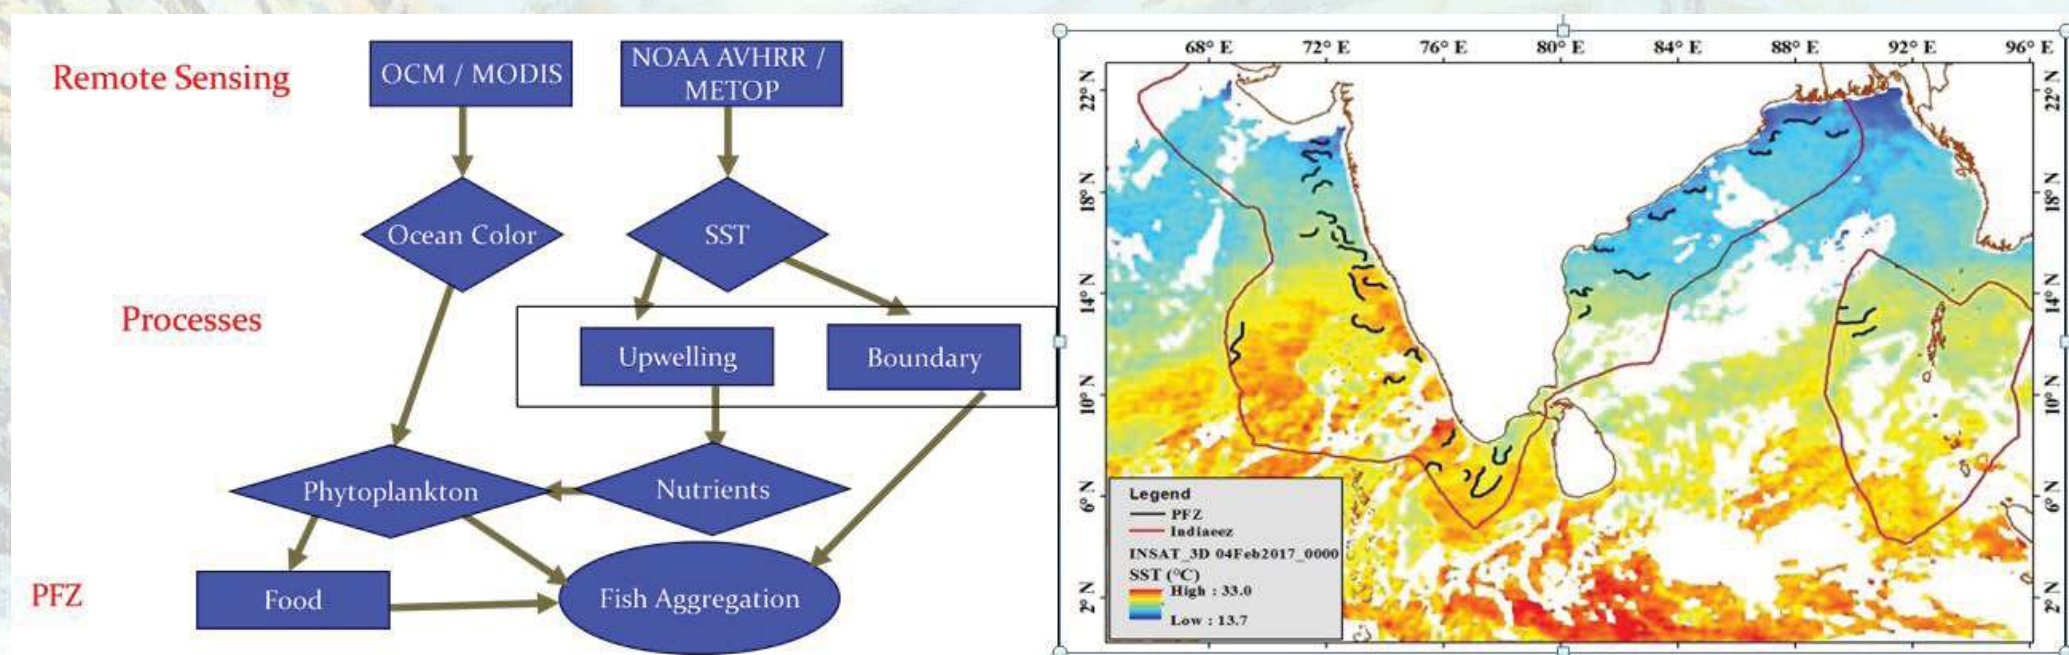 Remote Sensing
OCM / MODIS
NOAA AVHRR /
METOP
Ocean Color
SST
Processes
Upwelling
Boundary
Phytoplankton
Nutrients
PFZ
Food
Fish Aggregation
68° E 72° E 76° E 80° E 84° E 88° E 92° E 96° E
22° N
18° N
14° N
10° N
6° N
2° N
22° N
18° N
14° N
10° N
6° N
2° N
Legend
PFZ
Indiaeez
INSAT_3D 04Feb2017_0000
SST (°C)
High : 33.0
Low : 13.7